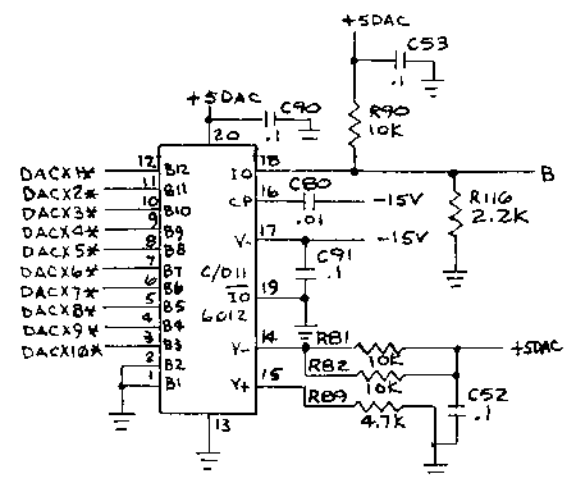 +5DAC
C53
.1
+5DAC
C90
.1
R90
10K
20
DACX1* 12 B12 IO 18 B
DACX2* 11 B11
DACX3* 10 B10 CP 16 C80 .01 -15V
R116
2.2K
DACX4* 9 B9
DACX5* 8 B8 V- 17 -15V
DACX6* 7 B7 C91 .1
C/D11
DACX7* 6 B6 IO 19
6012
DACX8* 5 B5
DACX9* 4 B4
DACX10* 3 B3 V- 14 R81 10K +5DAC
2 B2 R82 10K
1 B1 V+ 15 R89 4.7K
C52
.1
13